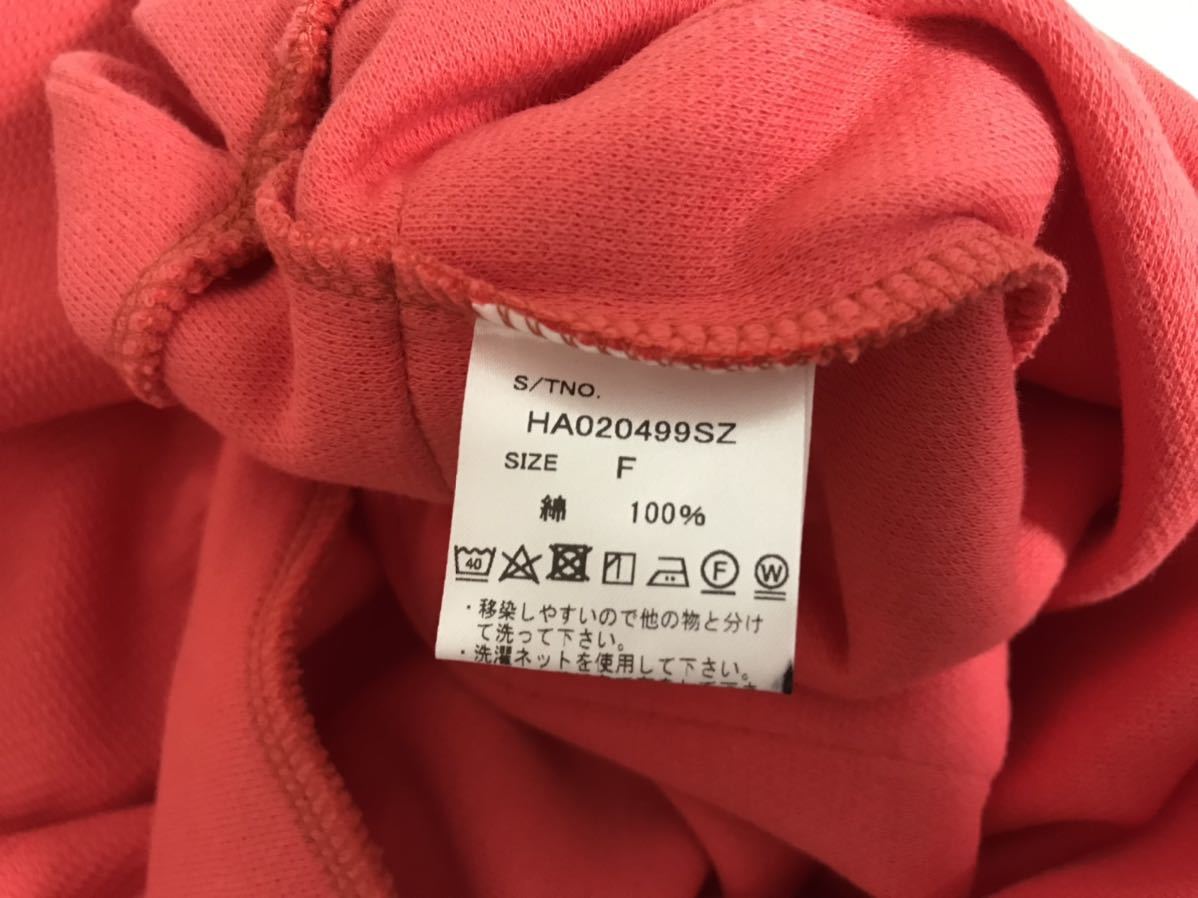 S/TNO.
HA020499SZ
SIZE F
綿 100%
40 F W
・移染しやすいので他の物と分け
て洗って下さい。
・洗濯ネットを使用して下さい。